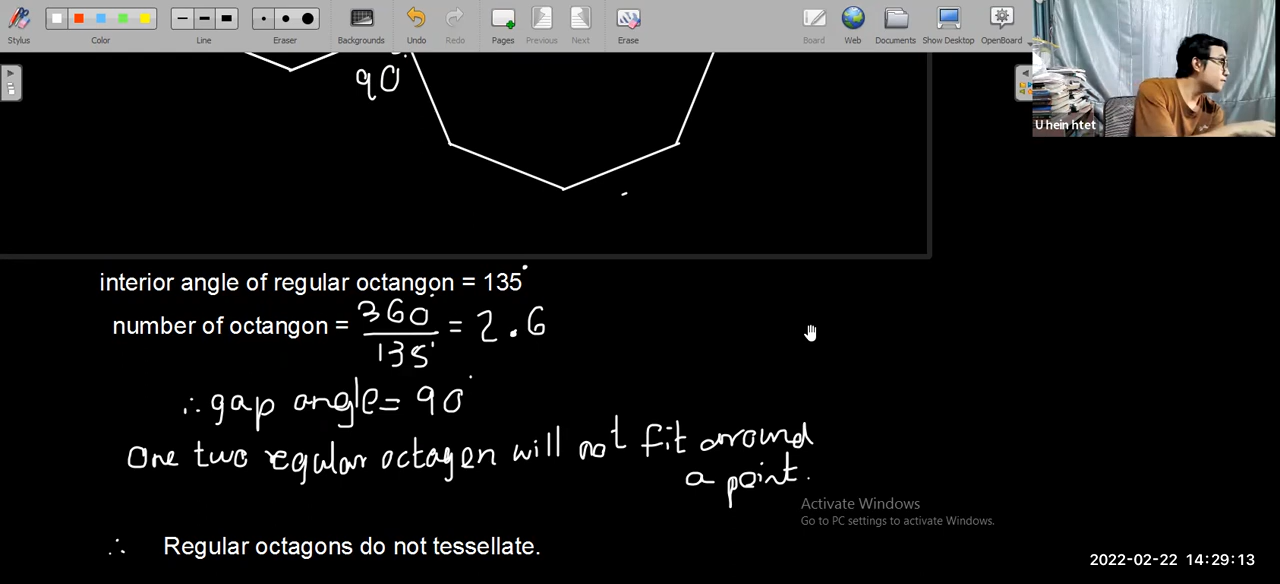 Stylus
Color
Line
Eraser
Backgrounds
Undo
Redo
Pages
Previous
Next
Erase
Board
Web
Documents
Show Desktop
OpenBoard
U hein htet
90°
interior angle of regular octangon = 135°
number of octangon = 360°/135° = 2.6
∴ gap angle = 90°
One two regular octagen will not fit around
a point.
Activate Windows
Go to PC settings to activate Windows.
∴ Regular octagons do not tessellate.
2022-02-22 14:29:13